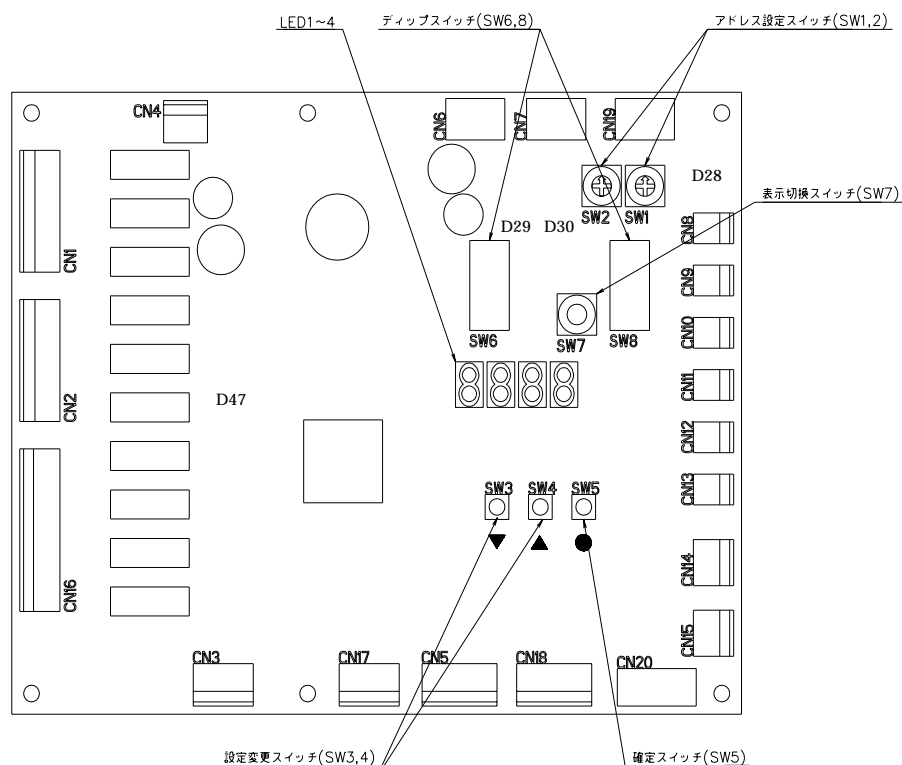 LED1~4
ディップスイッチ(SW6,8)
アドレス設定スイッチ(SW1,2)
CN4
CN6
CN7
CN19
D28
表示切換スイッチ(SW7)
SW2
SW1
D29
D30
CN8
CN1
CN9
CN10
SW6
SW7
SW8
CN11
CN2
D47
CN12
CN13
SW3
SW4
SW5
▼
▲
●
CN14
CN16
CN15
CN3
CN17
CN5
CN18
CN20
設定変更スイッチ(SW3,4)
確定スイッチ(SW5)